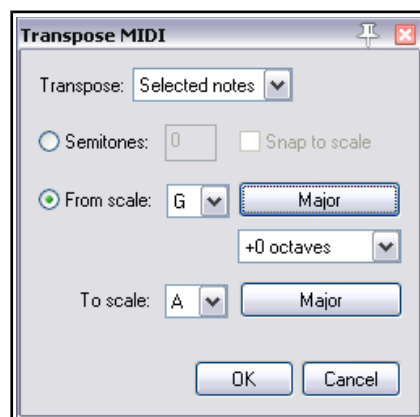 Transpose MIDI
Transpose: Selected notes
Semitones: 0 Snap to scale
From scale: G Major
+0 octaves
To scale: A Major
OK Cancel